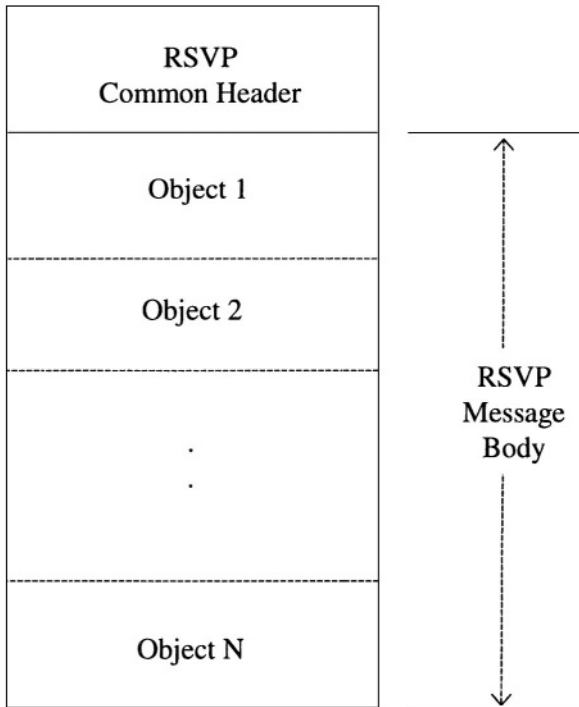 RSVP
Common Header
Object 1
Object 2
.
.
Object N
RSVP
Message
Body